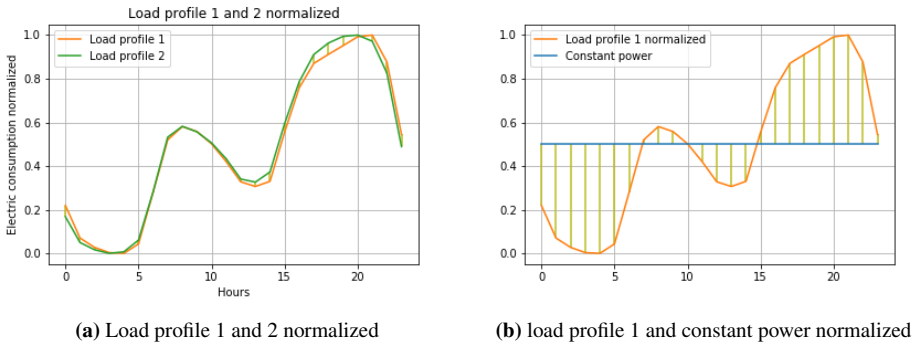 Load profile 1 and 2 normalized
Load profile 1
Load profile 2
Electric consumption normalized
1.0
0.8
0.6
0.4
0.2
0.0
0 5 10 15 20
Hours
(a) Load profile 1 and 2 normalized
Load profile 1 normalized
Constant power
1.0
0.8
0.6
0.4
0.2
0.0
0 5 10 15 20
(b) load profile 1 and constant power normalized